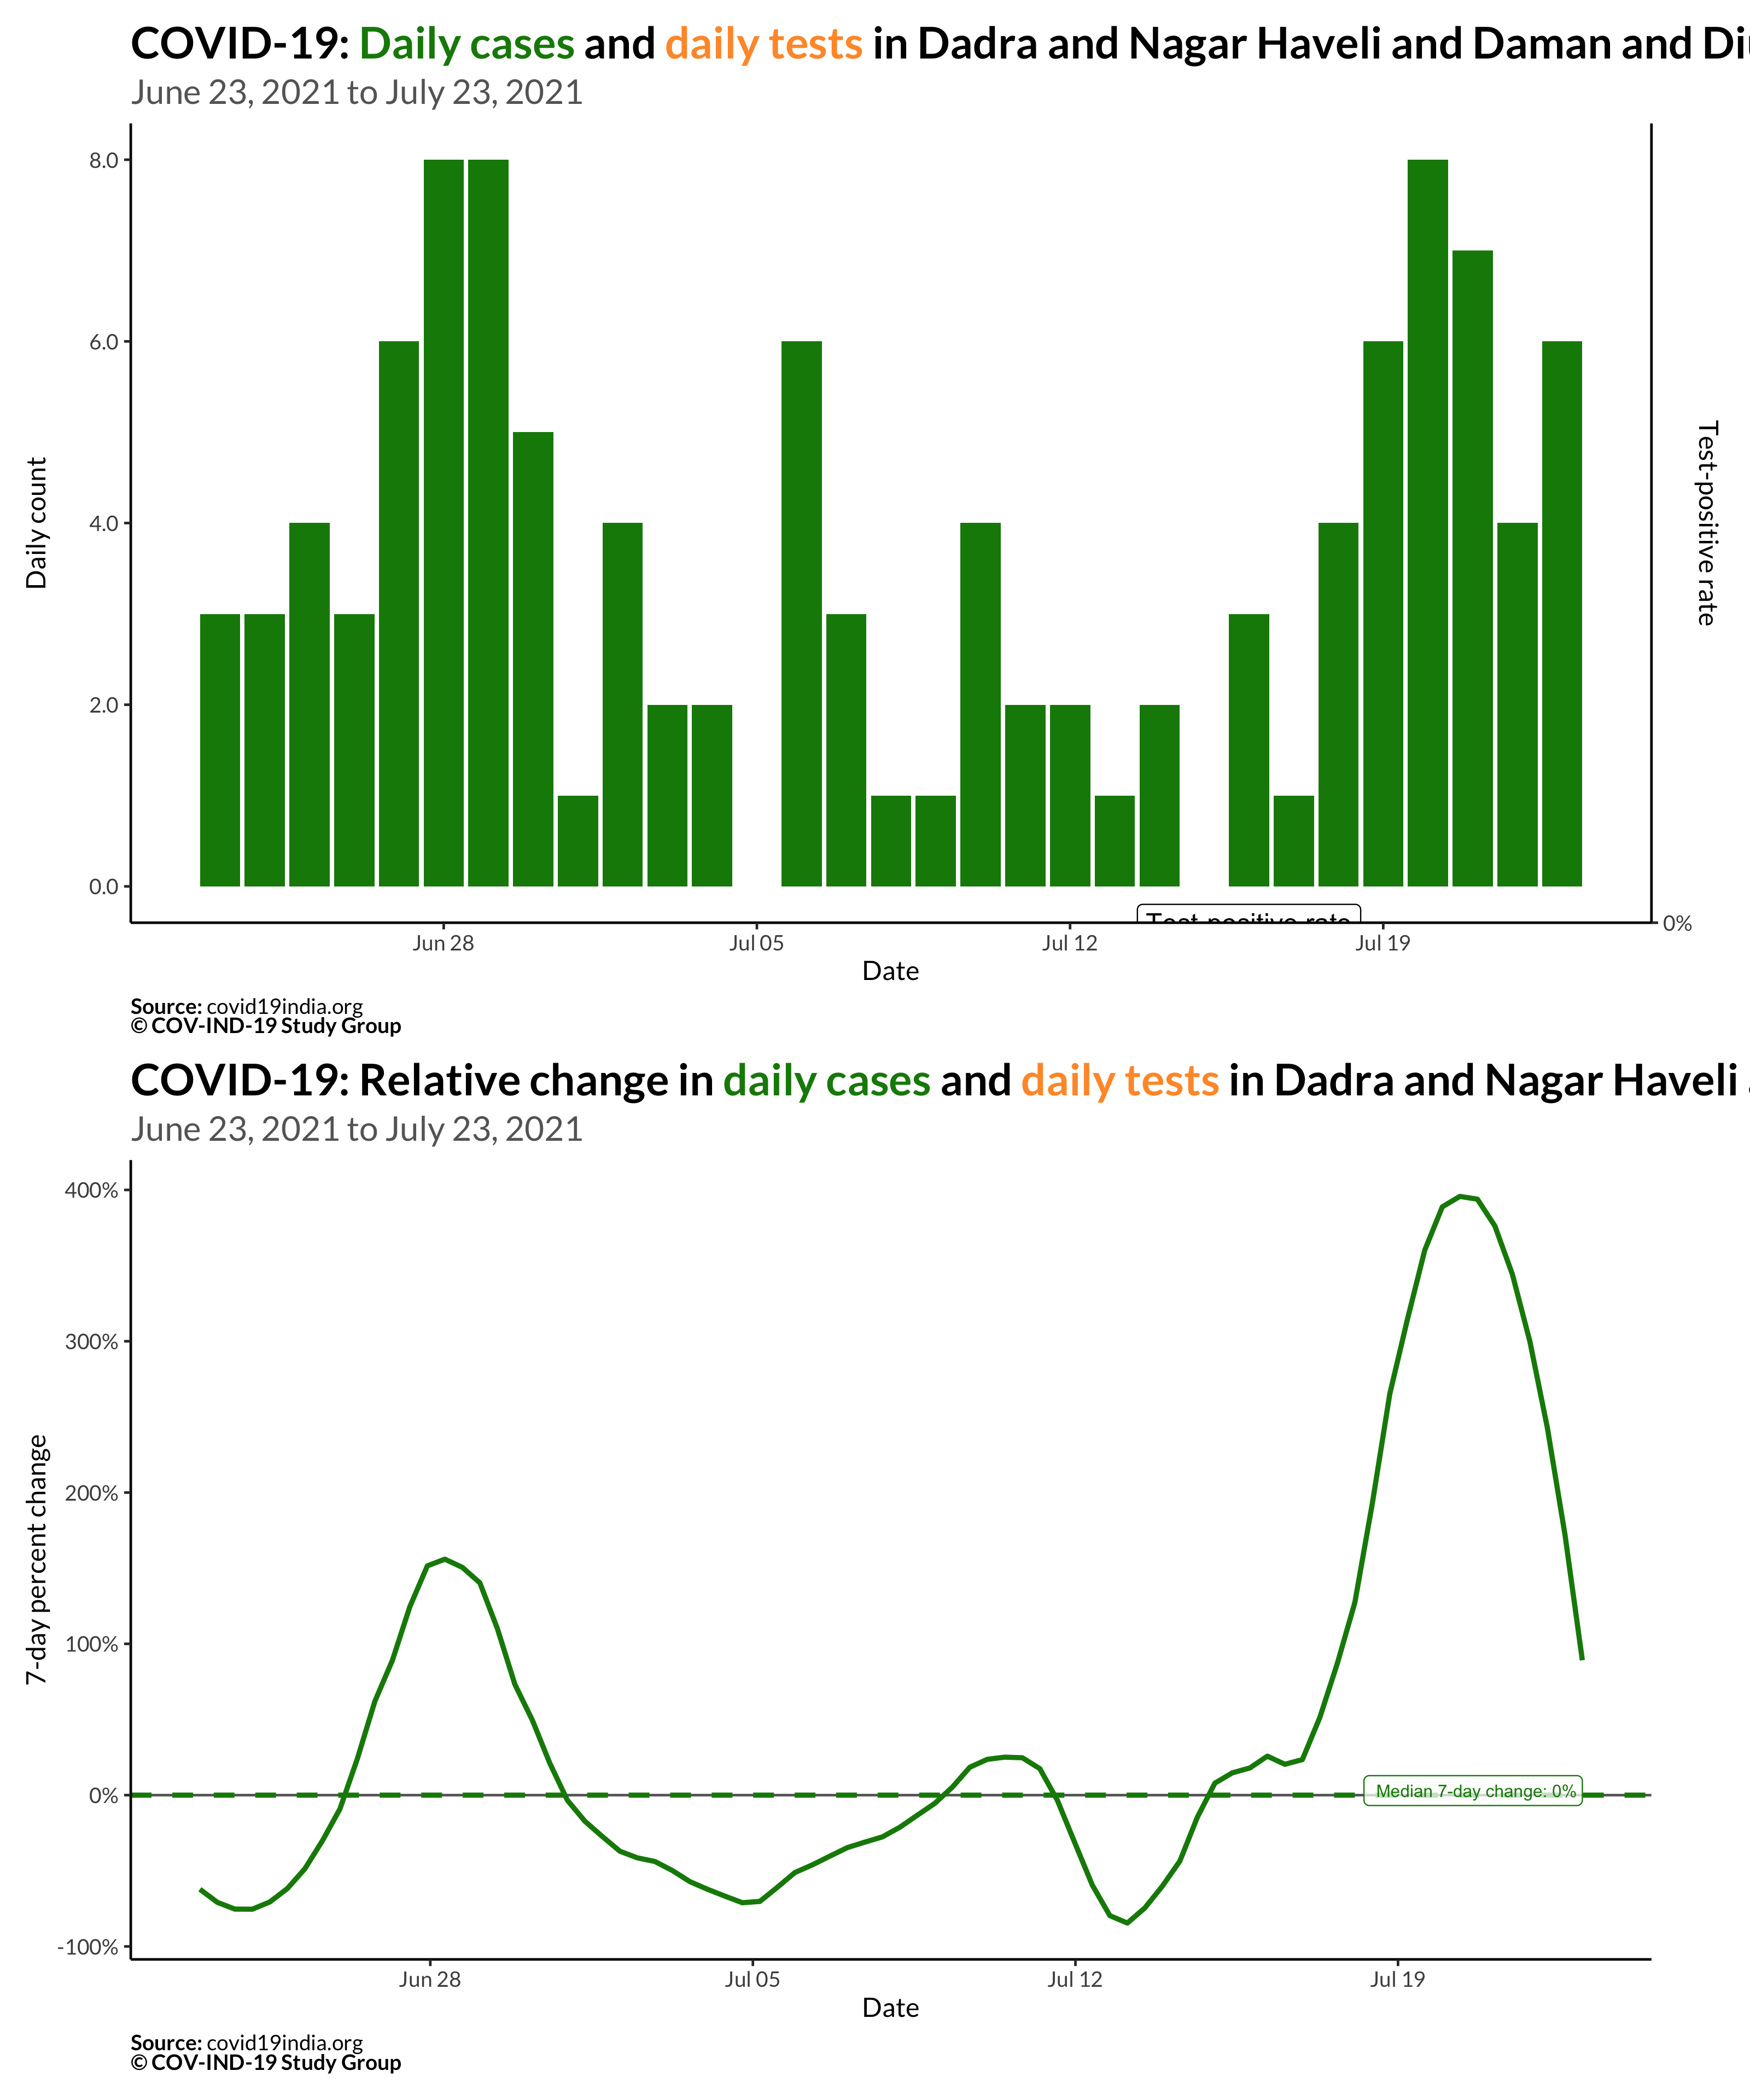 COVID-19: Daily cases and daily tests in Dadra and Nagar Haveli and Daman and Diu
June 23, 2021 to July 23, 2021
8.0
6.0
4.0
2.0
0.0
Daily count
Test-positive rate
Test-positive rate
0%
Jun 28
Jul 05
Jul 12
Jul 19
Date
Source: covid19india.org
© COV-IND-19 Study Group
COVID-19: Relative change in daily cases and daily tests in Dadra and Nagar Haveli
June 23, 2021 to July 23, 2021
400%
300%
200%
100%
0%
-100%
7-day percent change
Median 7-day change: 0%
Jun 28
Jul 05
Jul 12
Jul 19
Date
Source: covid19india.org
© COV-IND-19 Study Group